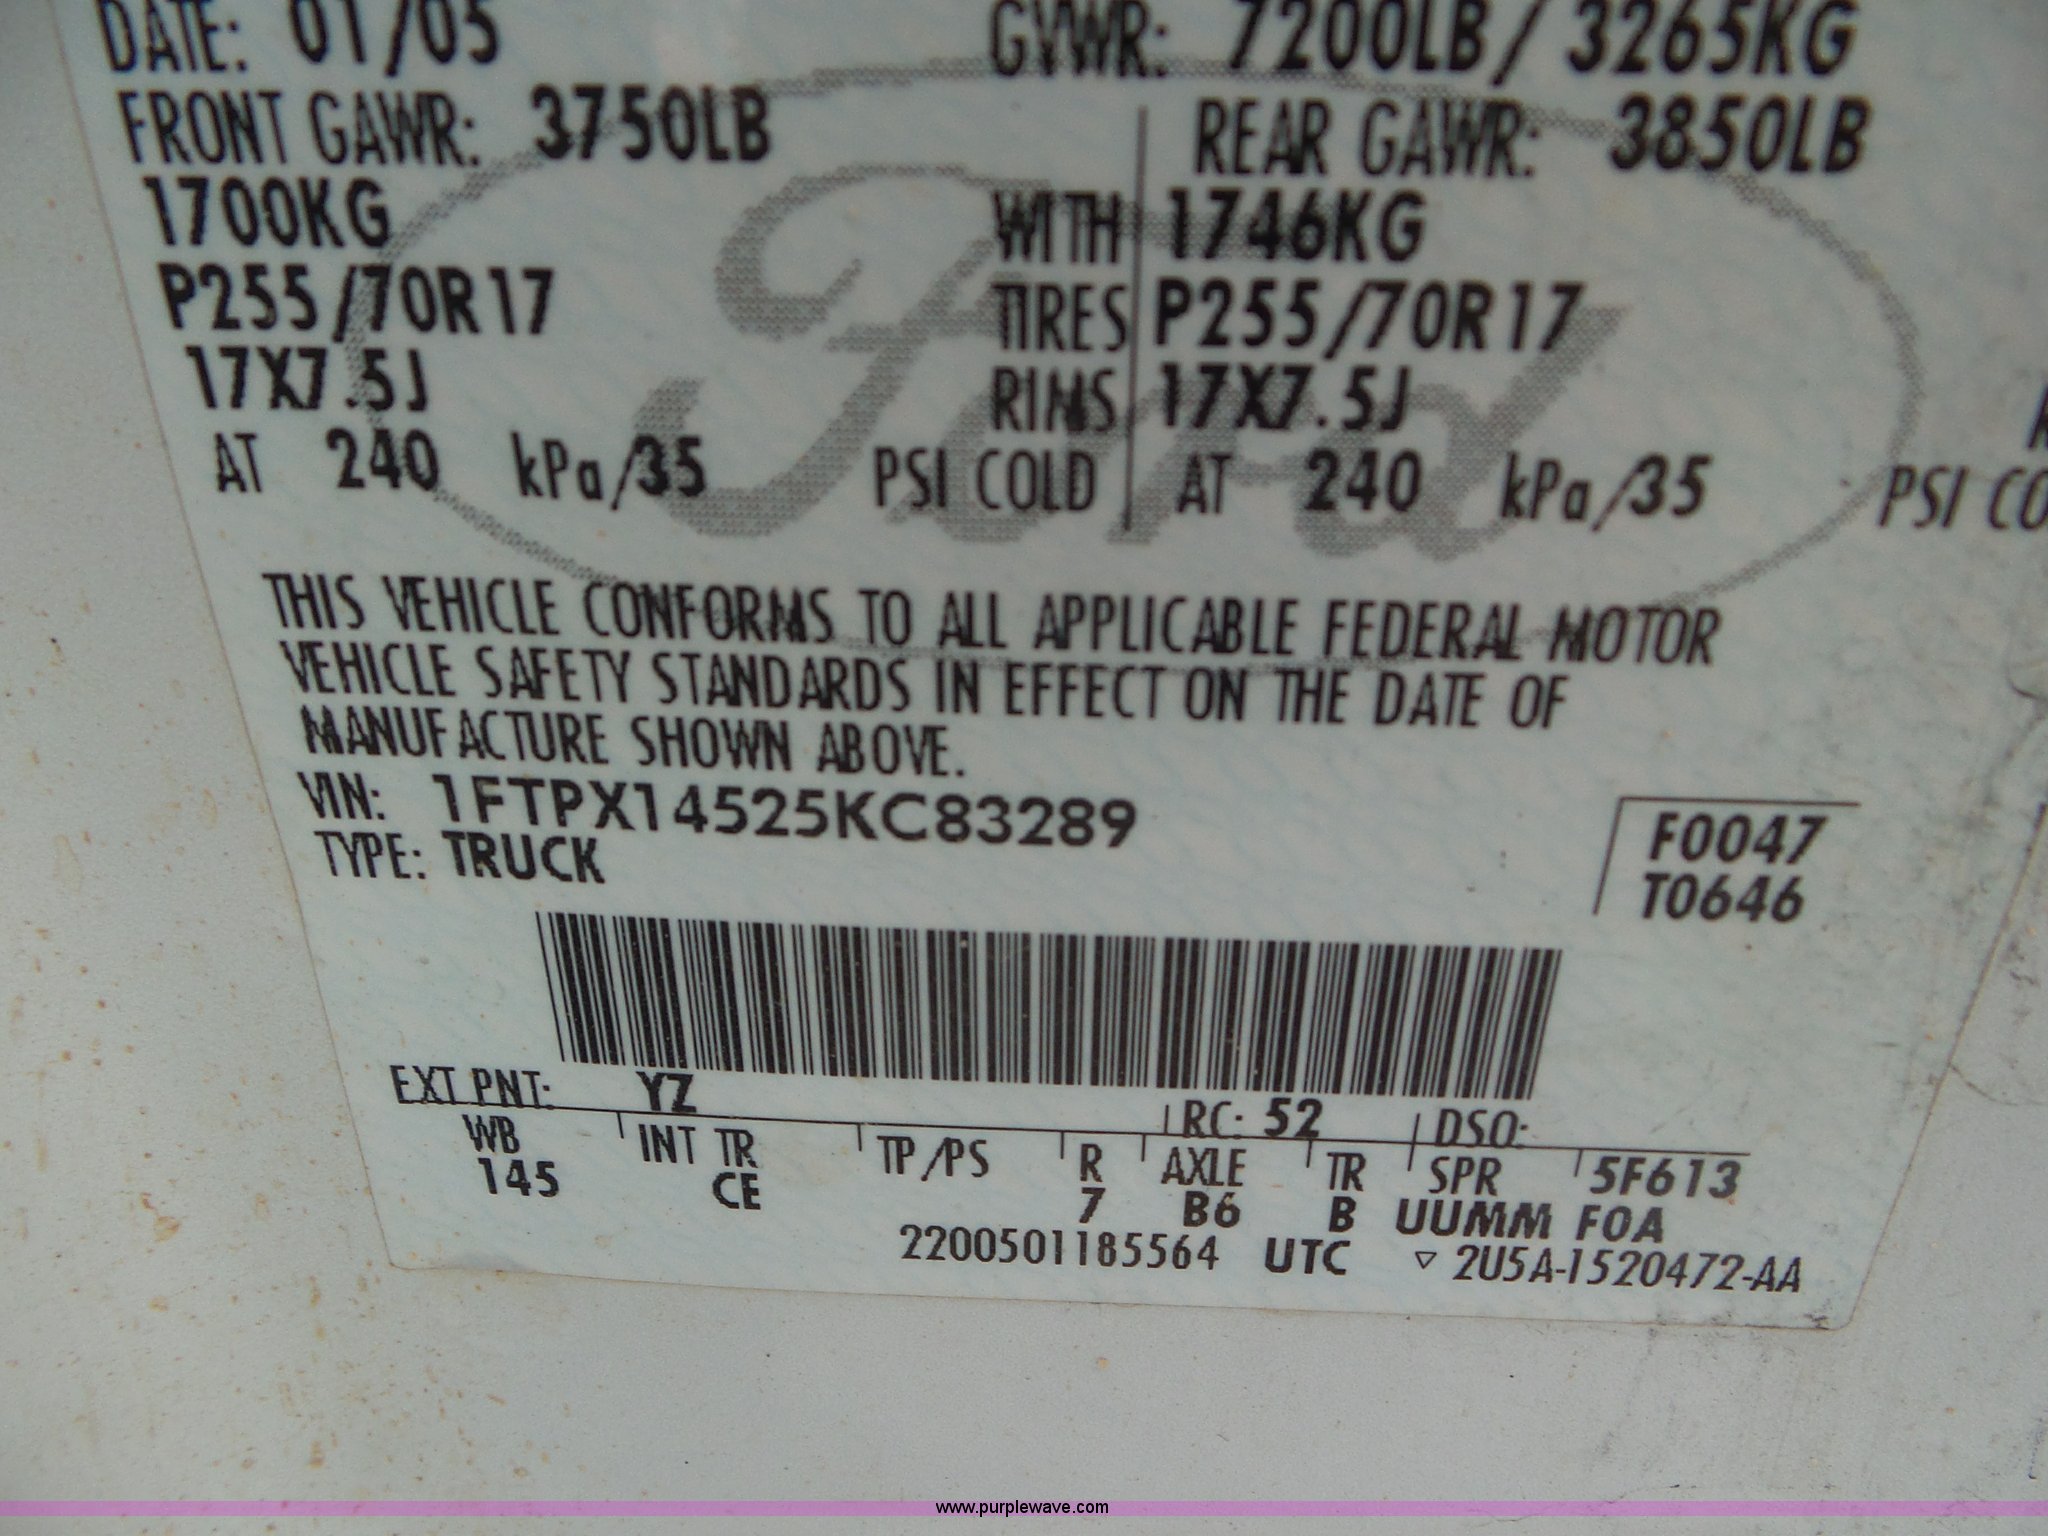 DATE: 01/05 GVWR: 7200LB/3265KG
FRONT GAWR: 3750LB REAR GAWR: 3850LB
1700KG WITH 1746KG
P255/70R17 TIRES P255/70R17
17X7.5J RIMS 17X7.5J
AT 240 kPa/35 PSI COLD AT 240 kPa/35 PSI CO
Ford
THIS VEHICLE CONFORMS TO ALL APPLICABLE FEDERAL MOTOR
VEHICLE SAFETY STANDARDS IN EFFECT ON THE DATE OF
MANUFACTURE SHOWN ABOVE.
VIN: 1FTPX14525KC83289
TYPE: TRUCK
F0047
T0646
EXT PNT: YZ RC: 52 DSO:
WB INT TR TP/PS R AXLE TR SPR 5F613
145 CE 7 B6 B UUMM FOA
2200501185564 UTC ▽ 2U5A-1520472-AA
www.purplewave.com